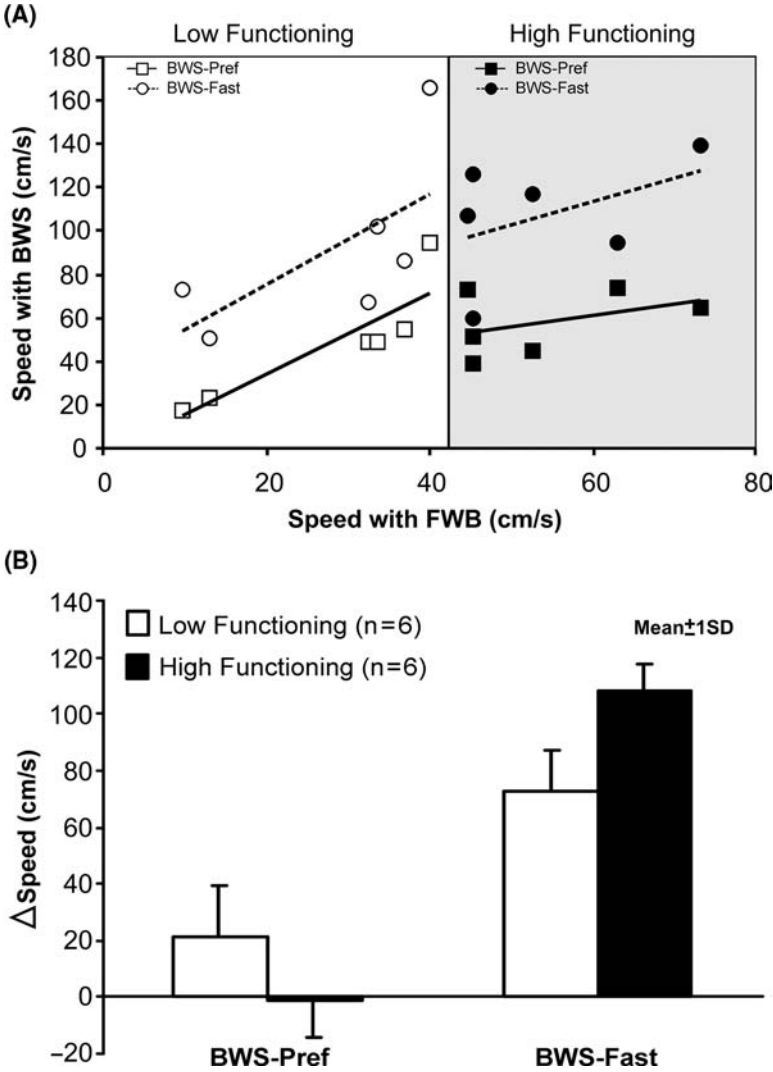 (A)
Low Functioning
High Functioning
BWS-Pref
BWS-Fast
BWS-Pref
BWS-Fast
Speed with BWS (cm/s)
180
160
140
120
100
80
60
40
20
0
0 20 40 60 80
Speed with FWB (cm/s)
(B)
Low Functioning (n=6)
High Functioning (n=6)
Mean±1SD
△Speed (cm/s)
140
120
100
80
60
40
20
0
−20
BWS-Pref BWS-Fast